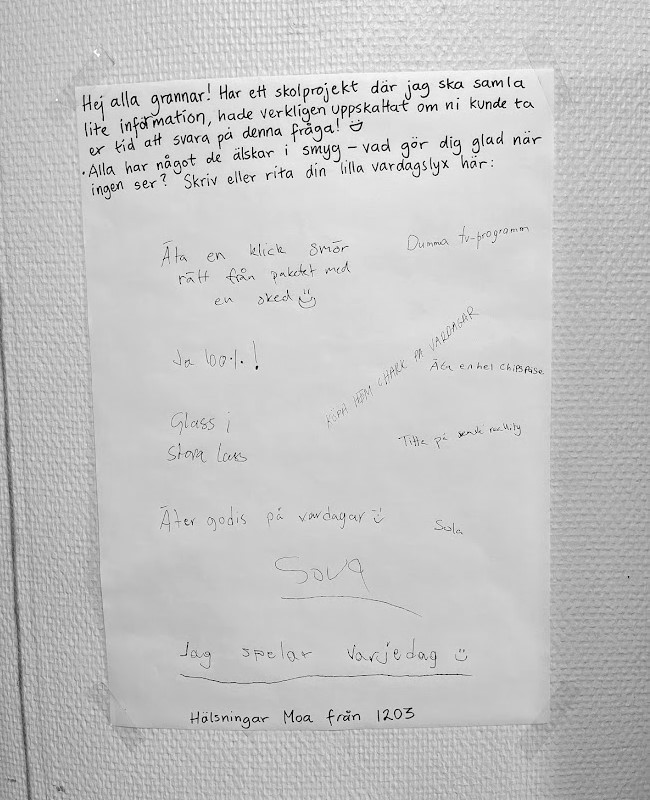 Hej alla grannar! Har ett skolprojekt där jag ska samla
lite information, hade verkligen uppskattat om ni kunde ta
er tid att svara på denna fråga!
• Alla har något de älskar i smyg – vad gör dig glad när
ingen ser? Skriv eller rita din lilla vardagslyx här:
Äta en klick smör
rätt från paketet med
en sked
Dumma tv-programm
Ja 100%!
KÖPA HEM CHARK PÅ VARDAGAR
Äta en hel chipspåse
Glass i
stora lass
Titta på svensk reality
Äter godis på vardagar
Sola
Sova
Jag spelar varjedag
Hälsningar Moa från 1203